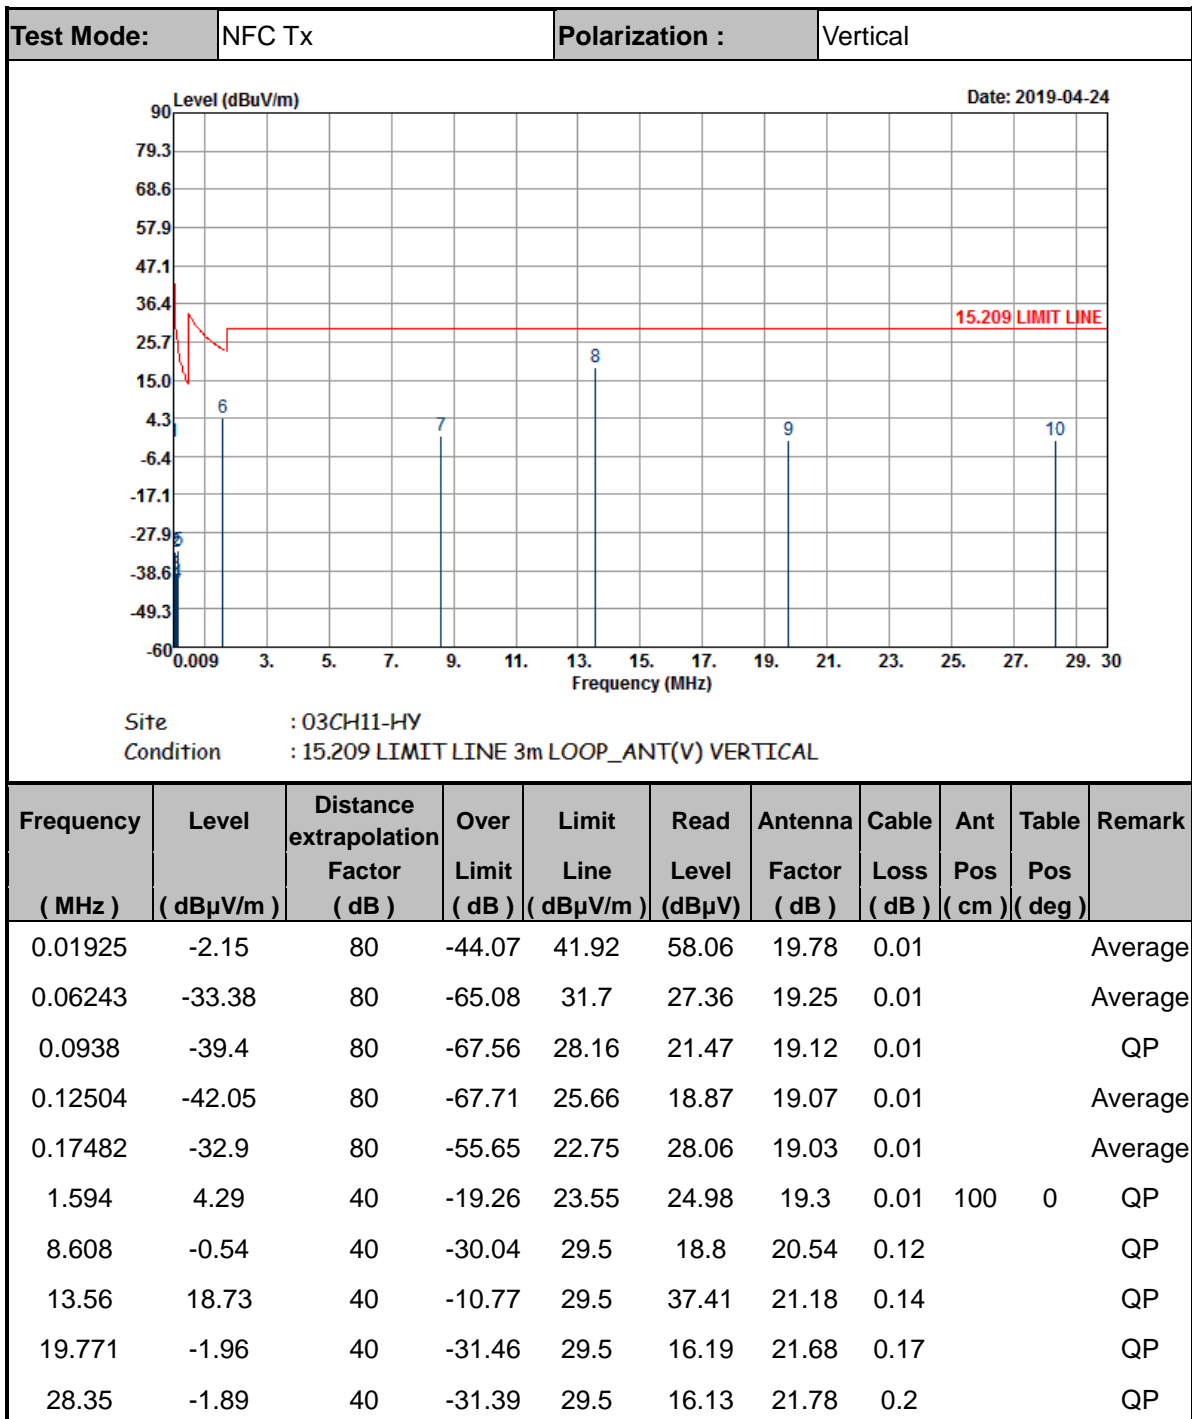 Test Mode: NFC Tx Polarization : Vertical
Level (dBuV/m) Date: 2019-04-24
90
79.3
68.6
57.9
47.1
36.4
15.209 LIMIT LINE
25.7
8
15.0
6
4.3
7 9 10
-6.4
-17.1
-27.9
5
-38.6
-49.3
-60
0.009 3. 5. 7. 9. 11. 13. 15. 17. 19. 21. 23. 25. 27. 29. 30
Frequency (MHz)
Site : 03CH11-HY
Condition : 15.209 LIMIT LINE 3m LOOP_ANT(V) VERTICAL
Frequency Level Distance extrapolation Over Limit Read Antenna Cable Ant Table Remark
Factor Limit Line Level Factor Loss Pos Pos
( MHz ) ( dBµV/m ) ( dB ) ( dB ) ( dBµV/m ) (dBµV) ( dB ) ( dB ) ( cm ) ( deg )
0.01925 -2.15 80 -44.07 41.92 58.06 19.78 0.01 Average
0.06243 -33.38 80 -65.08 31.7 27.36 19.25 0.01 Average
0.0938 -39.4 80 -67.56 28.16 21.47 19.12 0.01 QP
0.12504 -42.05 80 -67.71 25.66 18.87 19.07 0.01 Average
0.17482 -32.9 80 -55.65 22.75 28.06 19.03 0.01 Average
1.594 4.29 40 -19.26 23.55 24.98 19.3 0.01 100 0 QP
8.608 -0.54 40 -30.04 29.5 18.8 20.54 0.12 QP
13.56 18.73 40 -10.77 29.5 37.41 21.18 0.14 QP
19.771 -1.96 40 -31.46 29.5 16.19 21.68 0.17 QP
28.35 -1.89 40 -31.39 29.5 16.13 21.78 0.2 QP